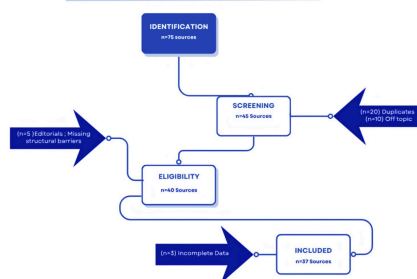 IDENTIFICATION
n=75 sources
SCREENING
n=45 Sources
(n=20) Duplicates
(n=10) Off topic
(n=5 )Editorials ; Missing
structural barriers
ELIGIBILITY
n=40 Sources
(n=3) Incomplete Data
INCLUDED
n=37 Sources